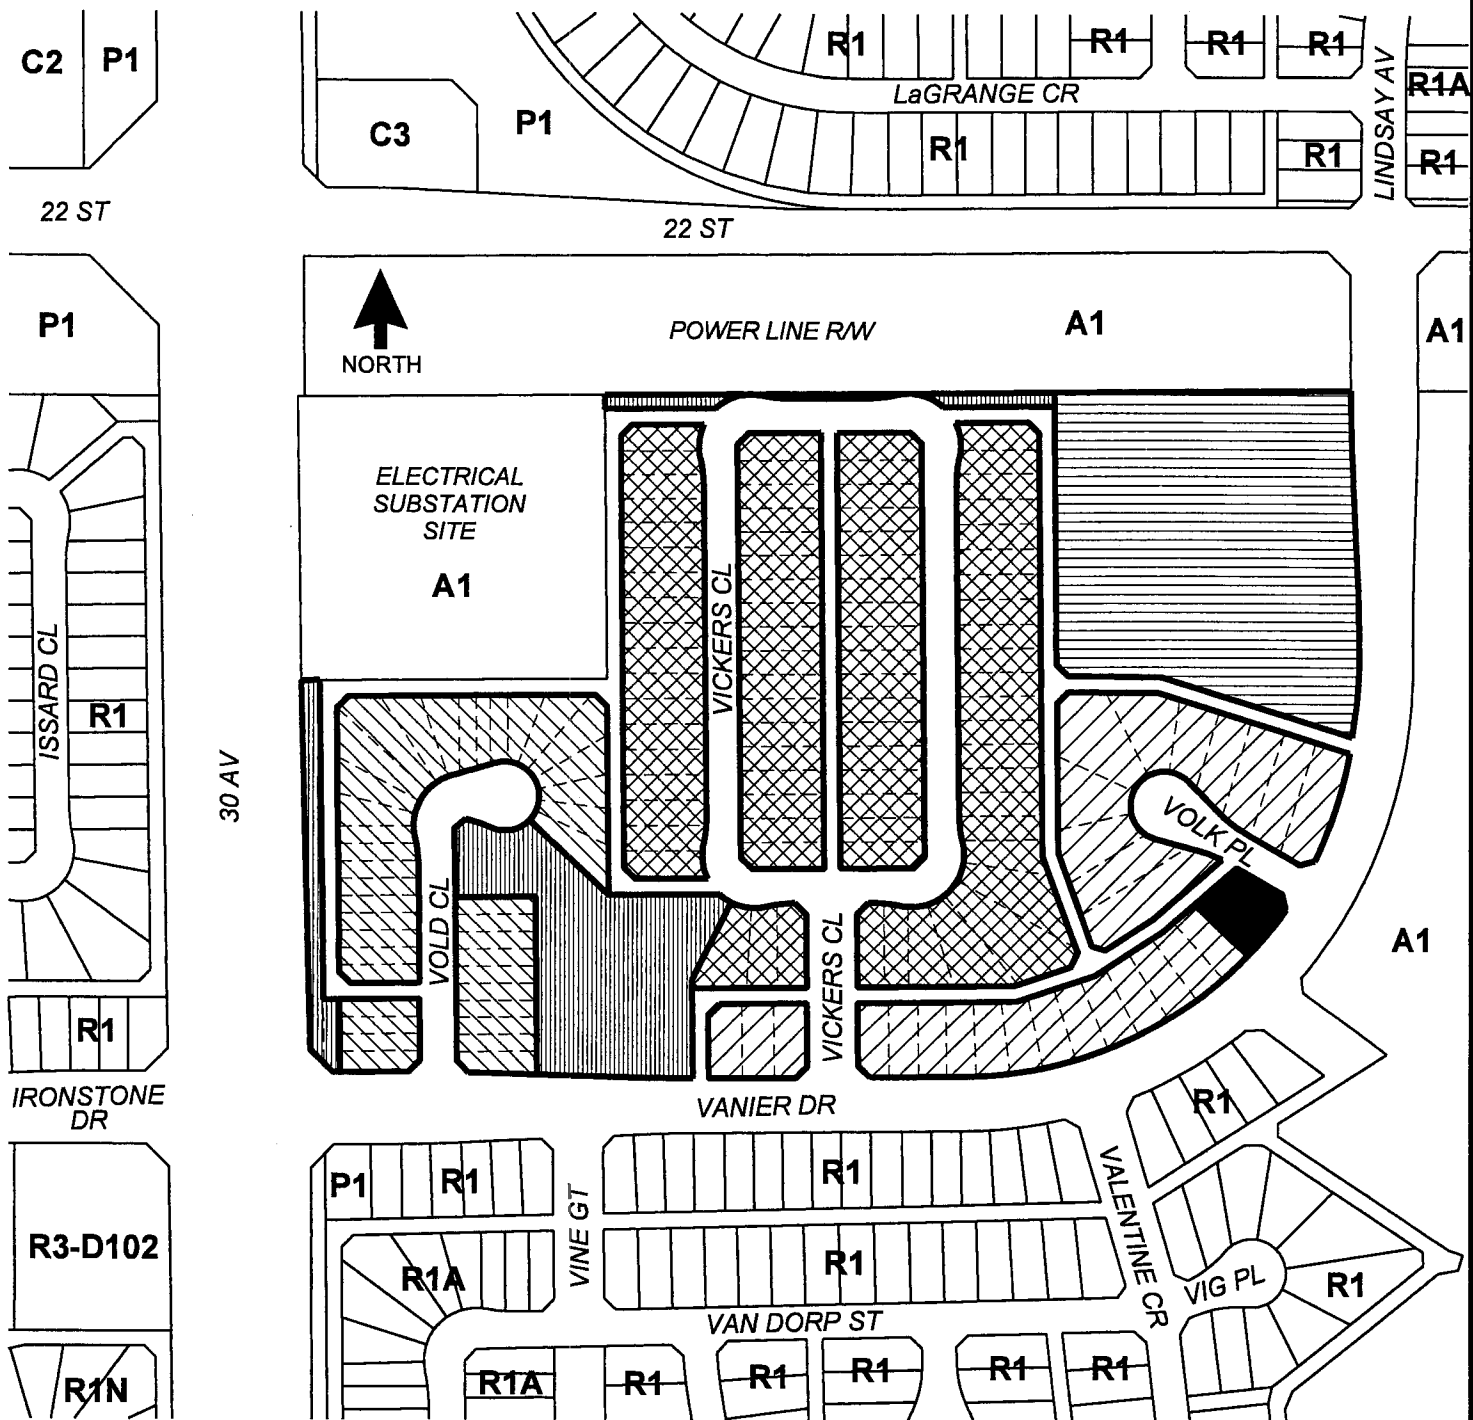 C2
P1
R1
R1
R1
R1
LINDSAY AV
R1A
LaGRANGE CR
C3
P1
R1
R1
R1
22 ST
22 ST
P1
NORTH
POWER LINE R/W
A1
A1
ELECTRICAL
SUBSTATION
SITE
A1
VICKERS CL
ISSARD CL
R1
30 AV
VOLK PL
VOLD CL
VICKERS CL
A1
R1
IRONSTONE
DR
VANIER DR
R1
P1
R1
R1
VALENTINE CR
VINE GT
R3-D102
R1A
R1
VIG PL
R1
VAN DORP ST
R1N
R1A
R1
R1
R1
R1
R1